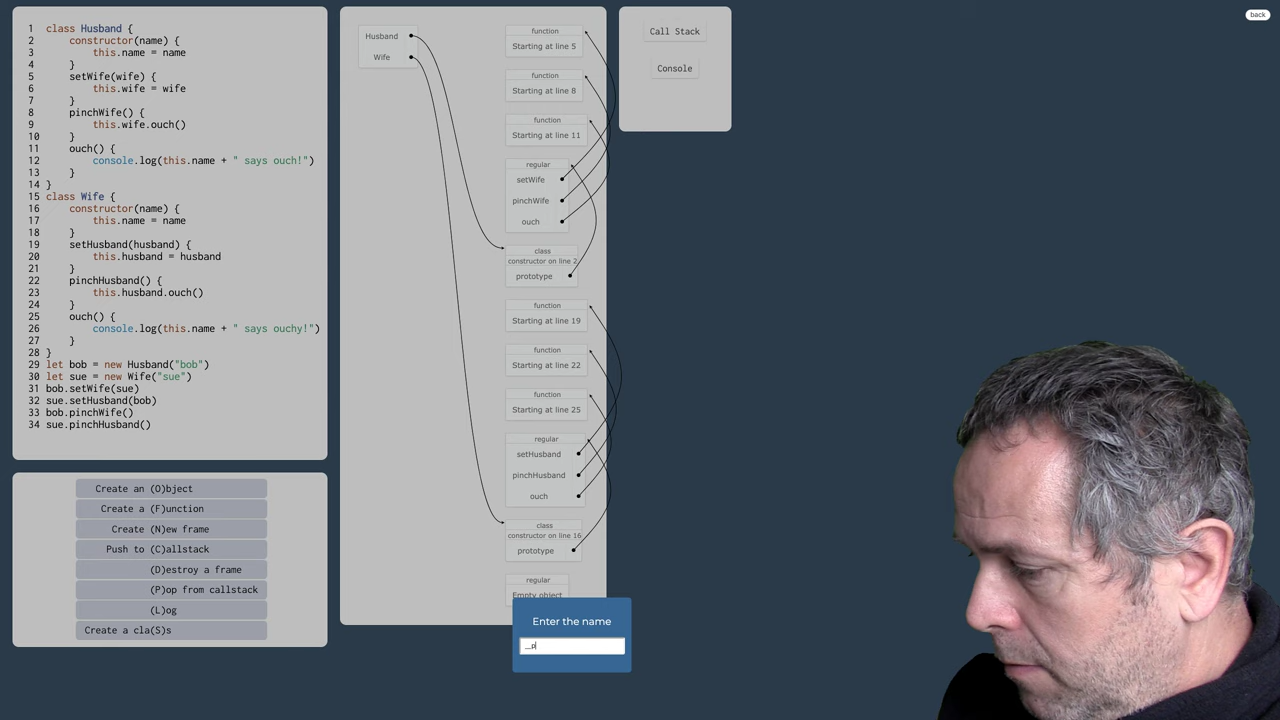 1 class Husband {
2 constructor(name) {
3 this.name = name
4 }
5 setWife(wife) {
6 this.wife = wife
7 }
8 pinchWife() {
9 this.wife.ouch()
10 }
11 ouch() {
12 console.log(this.name + " says ouch!")
13 }
14 }
15 class Wife {
16 constructor(name) {
17 this.name = name
18 }
19 setHusband(husband) {
20 this.husband = husband
21 }
22 pinchHusband() {
23 this.husband.ouch()
24 }
25 ouch() {
26 console.log(this.name + " says ouchy!")
27 }
28 }
29 let bob = new Husband("bob")
30 let sue = new Wife("sue")
31 bob.setWife(sue)
32 sue.setHusband(bob)
33 bob.pinchWife()
34 sue.pinchHusband()
Create an (O)bject
Create a (F)unction
Create (N)ew frame
Push to (C)allstack
(D)estroy a frame
(P)op from callstack
(L)og
Create a cla(S)s
Husband
Wife
function
Starting at line 5
function
Starting at line 8
function
Starting at line 11
regular
setWife
pinchWife
ouch
class
constructor on line 2
prototype
function
Starting at line 19
function
Starting at line 22
function
Starting at line 25
regular
setHusband
pinchHusband
ouch
class
constructor on line 16
prototype
regular
Empty object
Enter the name
__p
Call Stack
Console
back